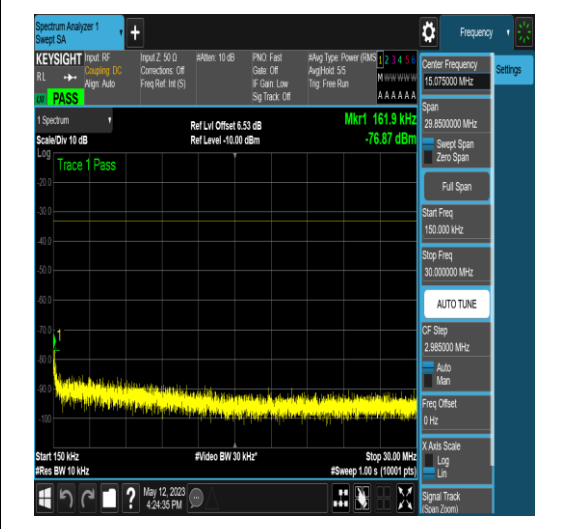 Spectrum Analyzer 1
Swept SA
+
Frequency
KEYSIGHT
Input: RF
Coupling: DC
Align: Auto
Input Z: 50 Ω
Corrections: Off
Freq Ref: Int (S)
#Atten: 10 dB
PNO: Fast
Gate: Off
IF Gain: Low
Sig Track: Off
#Avg Type: Power (RMS
Avg|Hold: 5/5
Trig: Free Run
1 2 3 4 5 6
M W W W W W
A A A A A A
RL
PASS
Center Frequency
15.075000 MHz
Settings
Span
29.8500000 MHz
Swept Span
Zero Span
Full Span
Start Freq
150.000 kHz
Stop Freq
30.000000 MHz
AUTO TUNE
CF Step
2.985000 MHz
Auto
Man
Freq Offset
0 Hz
X Axis Scale
Log
Lin
Signal Track
(Span Zoom)
1 Spectrum
Scale/Div 10 dB
Ref Lvl Offset 6.53 dB
Ref Level -10.00 dBm
Mkr1 161.9 kHz
-76.87 dBm
Log
Trace 1 Pass
-20.0
-30.0
-40.0
-50.0
-60.0
-70.0
1
-80.0
-90.0
-100
Start 150 kHz
#Res BW 10 kHz
#Video BW 30 kHz*
Stop 30.00 MHz
#Sweep 1.00 s (10001 pts)
?
May 12, 2023
4:24:35 PM